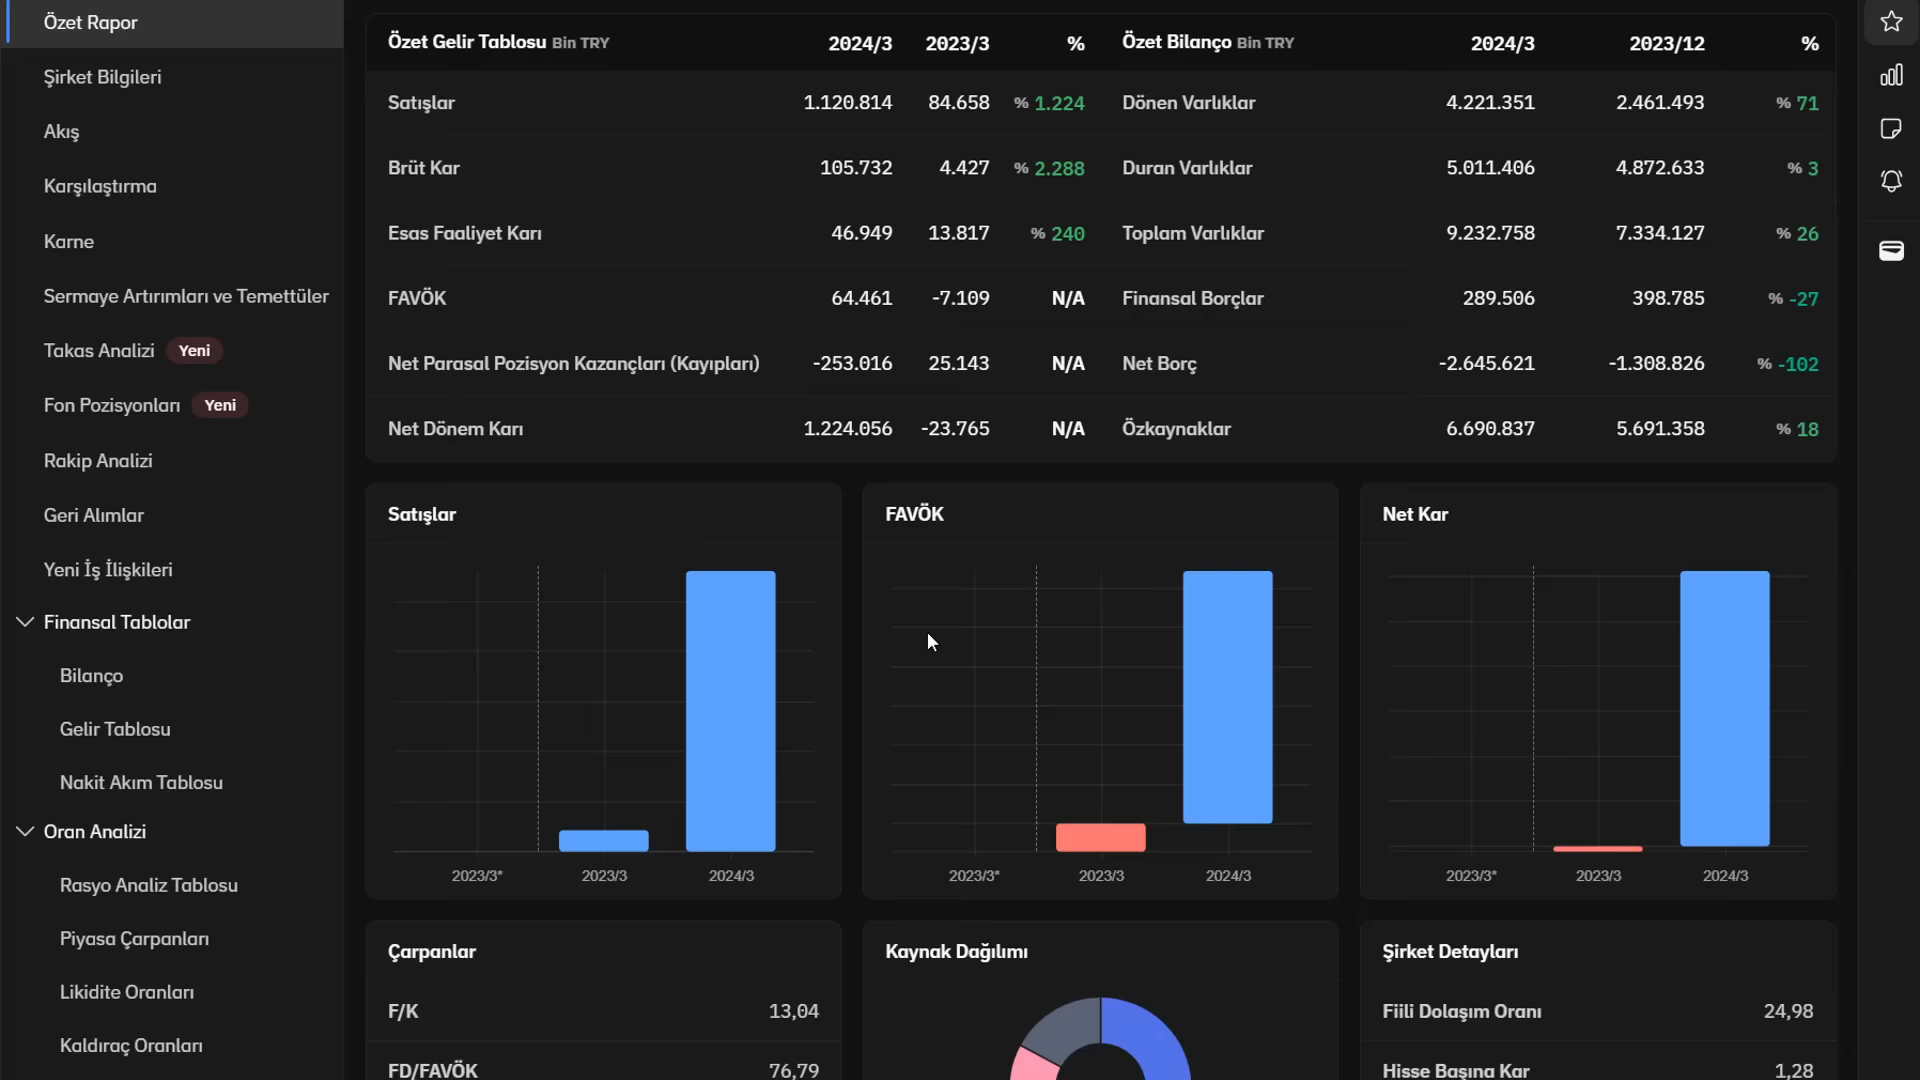 Özet Rapor
Şirket Bilgileri
Akış
Karşılaştırma
Karne
Sermaye Artırımları ve Temettüler
Takas Analizi Yeni
Fon Pozisyonları Yeni
Rakip Analizi
Geri Alımlar
Yeni İş İlişkileri
Finansal Tablolar
Bilanço
Gelir Tablosu
Nakit Akım Tablosu
Oran Analizi
Rasyo Analiz Tablosu
Piyasa Çarpanları
Likidite Oranları
Kaldıraç Oranları
Özet Gelir Tablosu Bin TRY 2024/3 2023/3 %
Satışlar 1.120.814 84.658 % 1.224
Brüt Kar 105.732 4.427 % 2.288
Esas Faaliyet Karı 46.949 13.817 % 240
FAVÖK 64.461 -7.109 N/A
Net Parasal Pozisyon Kazançları (Kayıpları) -253.016 25.143 N/A
Net Dönem Karı 1.224.056 -23.765 N/A
Özet Bilanço Bin TRY 2024/3 2023/12 %
Dönen Varlıklar 4.221.351 2.461.493 % 71
Duran Varlıklar 5.011.406 4.872.633 % 3
Toplam Varlıklar 9.232.758 7.334.127 % 26
Finansal Borçlar 289.506 398.785 % -27
Net Borç -2.645.621 -1.308.826 % -102
Özkaynaklar 6.690.837 5.691.358 % 18
Satışlar
2023/3* 2023/3 2024/3
FAVÖK
2023/3* 2023/3 2024/3
Net Kar
2023/3* 2023/3 2024/3
Çarpanlar
F/K 13,04
FD/FAVÖK 76,79
Kaynak Dağılımı
Şirket Detayları
Fiili Dolaşım Oranı 24,98
Hisse Başına Kar 1,28